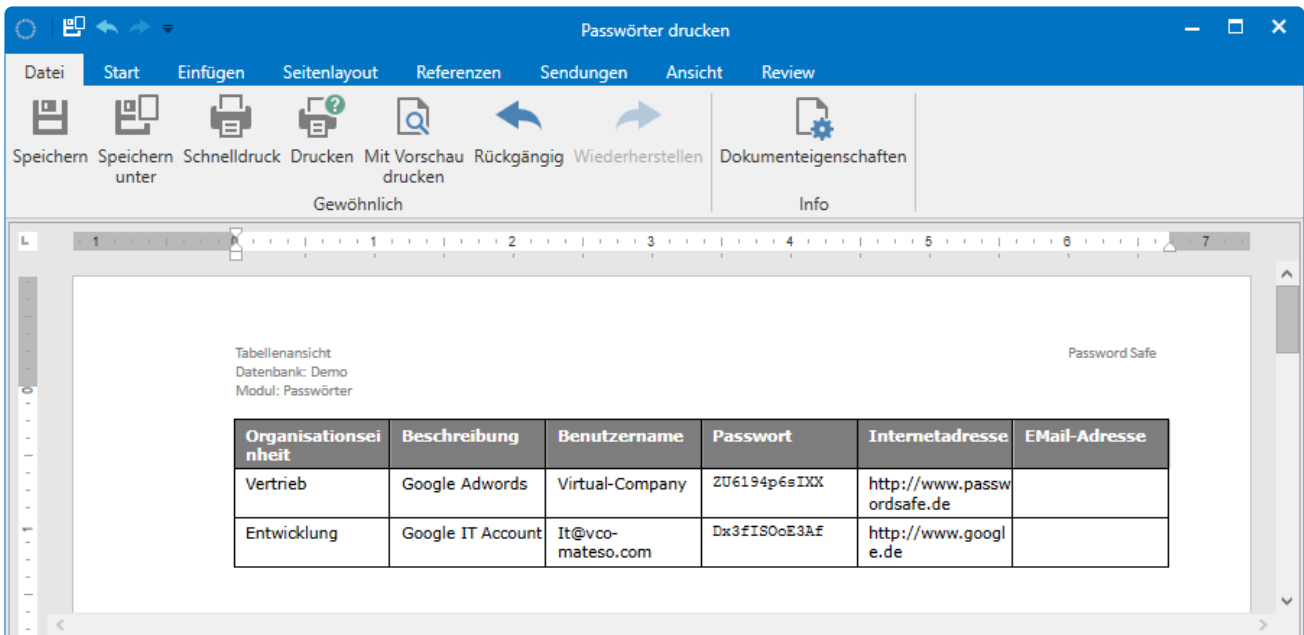 Passwörter drucken
Datei Start Einfügen Seitenlayout Referenzen Sendungen Ansicht Review
Speichern Speichern Schnelldruck Drucken Mit Vorschau Rückgängig Wiederherstellen Dokumenteigenschaften
unter drucken
Gewöhnlich Info
L 1 0 1 2 3 4 5 6 7
Tabellenansicht Password Safe
Datenbank: Demo
Modul: Passwörter
0
Organisationsei Beschreibung Benutzername Passwort Internetadresse EMail-Adresse
nheit
Vertrieb Google Adwords Virtual-Company ZU6194p6sIXX http://www.passw
ordsafe.de
1
Entwicklung Google IT Account It@vco- Dx3fISOoE3Af http://www.googl
mateso.com e.de